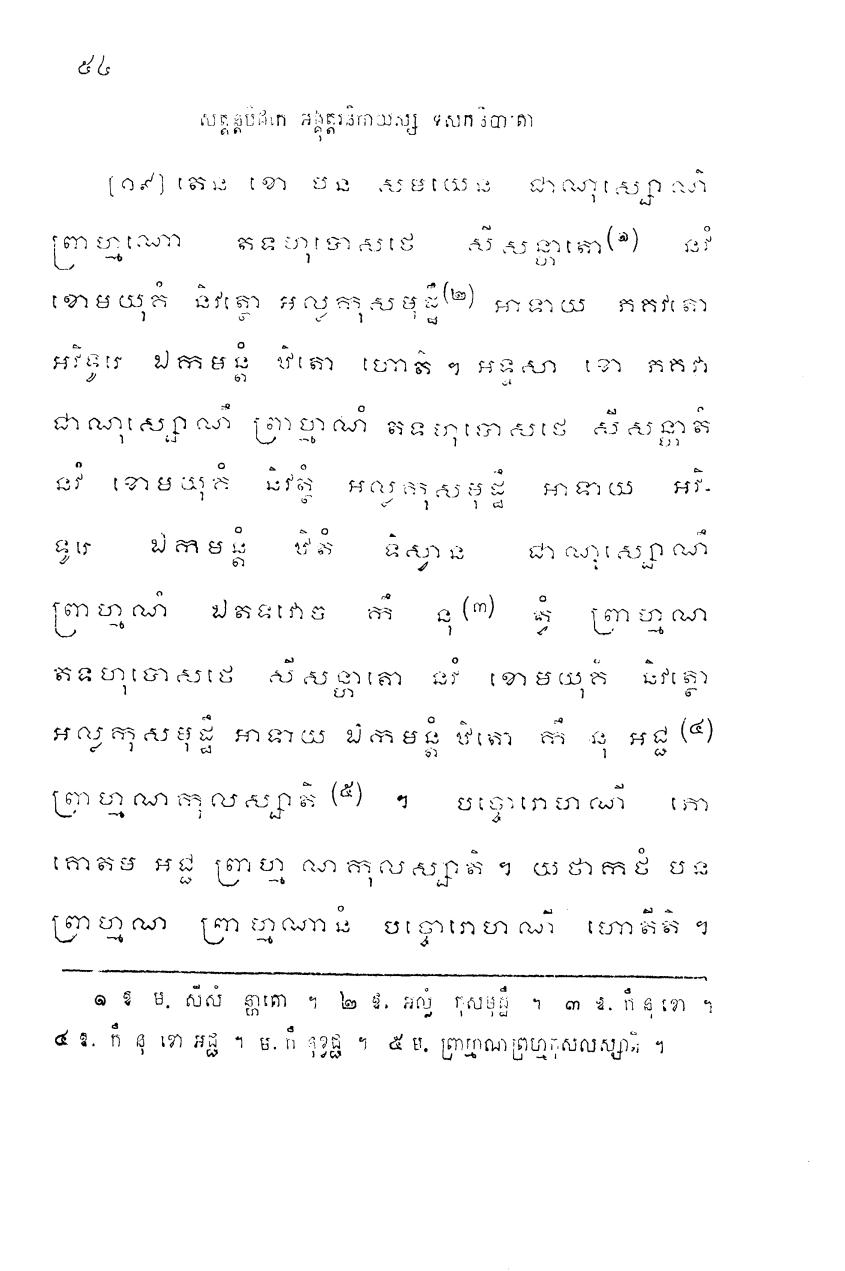 ៥៤
សុត្តន្តបិដកេ អង្គុត្តរនិកាយស្ស ទសកនិបាតោ
[១៩] តេន ខោ បន សមយេន ជាណុស្សោណិ
ព្រាហ្មណោ តទហុបោសថេ សីសន្ហាតោ(១) នវំ
ខោមយុគំ និវត្ថោ អល្លកុសមុដ្ឋឹ(២) អាទាយ ភគវតោ
អវិទូរេ ឯកមន្តំ ឋិតោ ហោតិ ។ អទ្ទសា ខោ ភគវា
ជាណុស្សោណឹ ព្រាហ្មណំ តទហុបោសថេ សីសន្ហាតំ
នវំ ខោមយុគំ និវត្ថំ អល្លកុសមុដ្ឋឹ អាទាយ អវិ-
ទូរេ ឯកមន្តំ ឋិតំ ទិស្វាន ជាណុស្សោណឹ
ព្រាហ្មណំ ឯតទវោច កឹ នុ(៣) ត្វំ ព្រាហ្មណ
តទហុបោសថេ សីសន្ហាតោ នវំ ខោមយុគំ និវត្ថោ
អល្លកុសមុដ្ឋឹ អាទាយ ឯកមន្តំ ឋិតោ កឹ នុ អជ្ជ(៤)
ព្រាហ្មណកុលស្សាតិ(៥) ។ បច្ចោរោហណី ភោ
គោតម អជ្ជ ព្រាហ្មណកុលស្សាតិ ។ យថាកថំ បន
ព្រាហ្មណ ព្រាហ្មណានំ បច្ចោរោហណី ហោតីតិ ។
១ ឱ ម. សីសំ ន្ហាតោ ។ ២ ឱ. អល្លំ កុសមុដ្ឋឹ ។ ៣ ឱ. កឹ នុ ខោ ។
៤ ឱ. កឹ នុ ខោ អជ្ជ ។ ម. កឹ នុខ្វជ្ជ ។ ៥ ម. ព្រាហ្មណព្រហ្មកុសលស្សាតិ ។